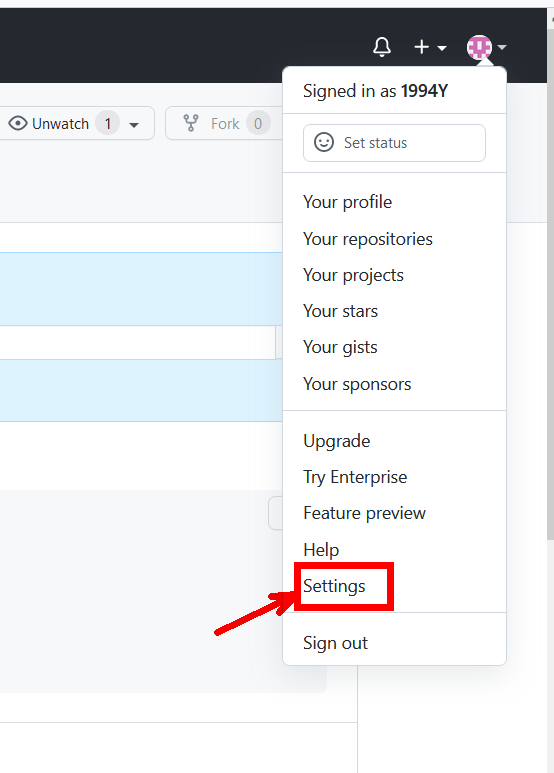 Signed in as 1994Y
Unwatch 1
Fork 0
Set status
Your profile
Your repositories
Your projects
Your stars
Your gists
Your sponsors
Upgrade
Try Enterprise
Feature preview
Help
Settings
Sign out